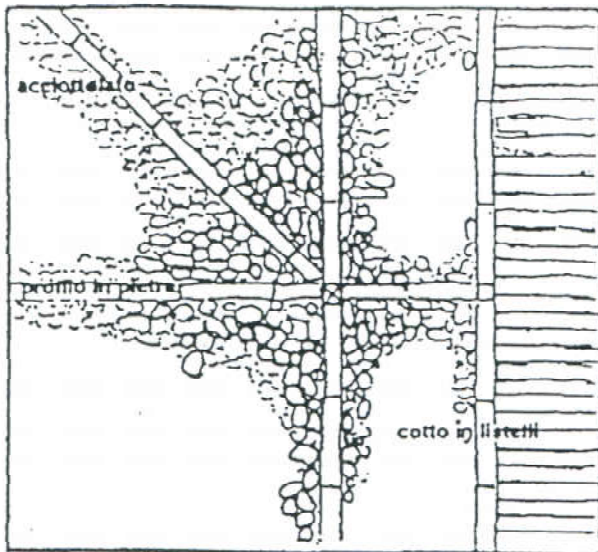 acciottolato
profilo in pietra
cotto in listelli